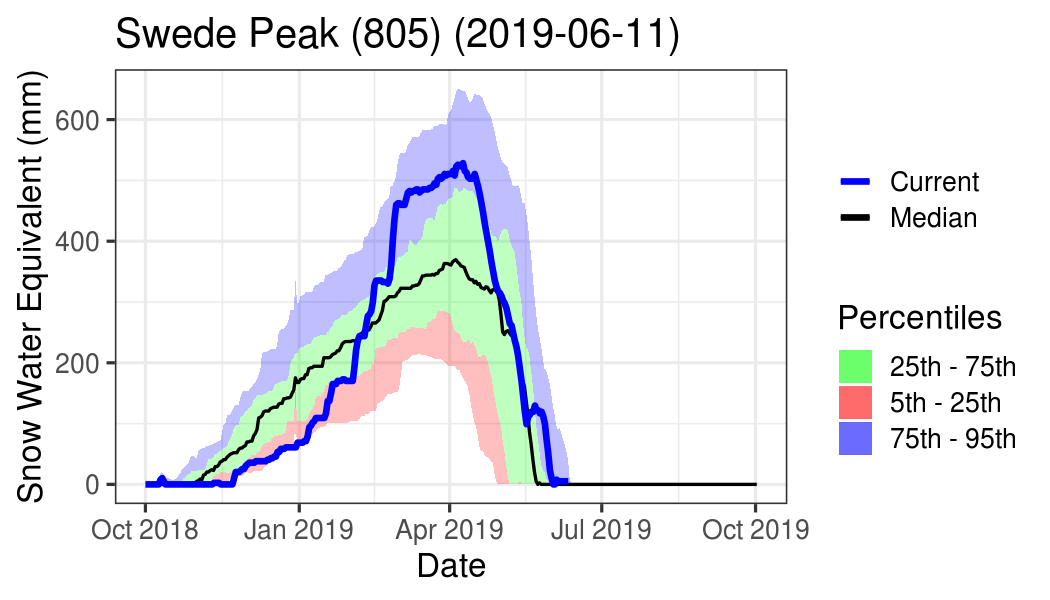 Swede Peak (805) (2019-06-11)
Snow Water Equivalent (mm)
600
400
200
0
Oct 2018
Jan 2019
Apr 2019
Jul 2019
Oct 2019
Date
Current
Median
Percentiles
25th - 75th
5th - 25th
75th - 95th